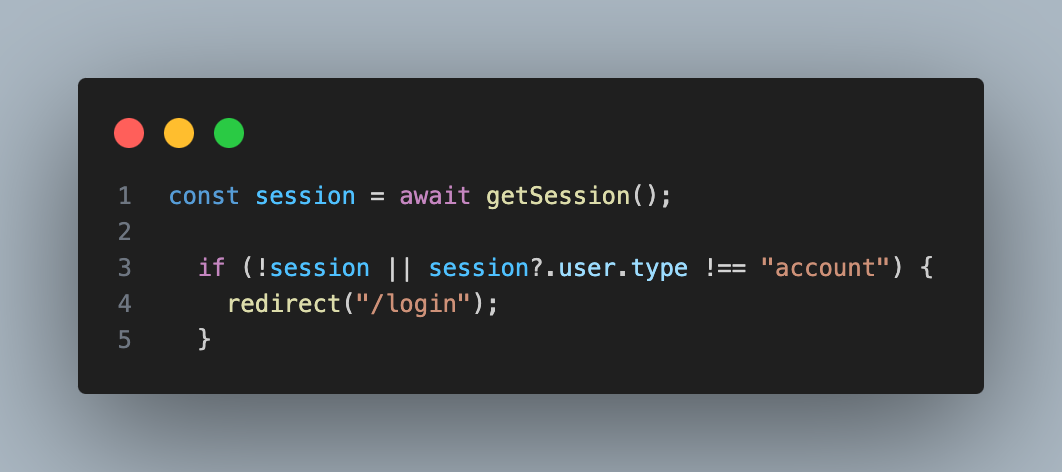 1 const session = await getSession();
2
3 if (!session || session?.user.type !== "account") {
4 redirect("/login");
5 }